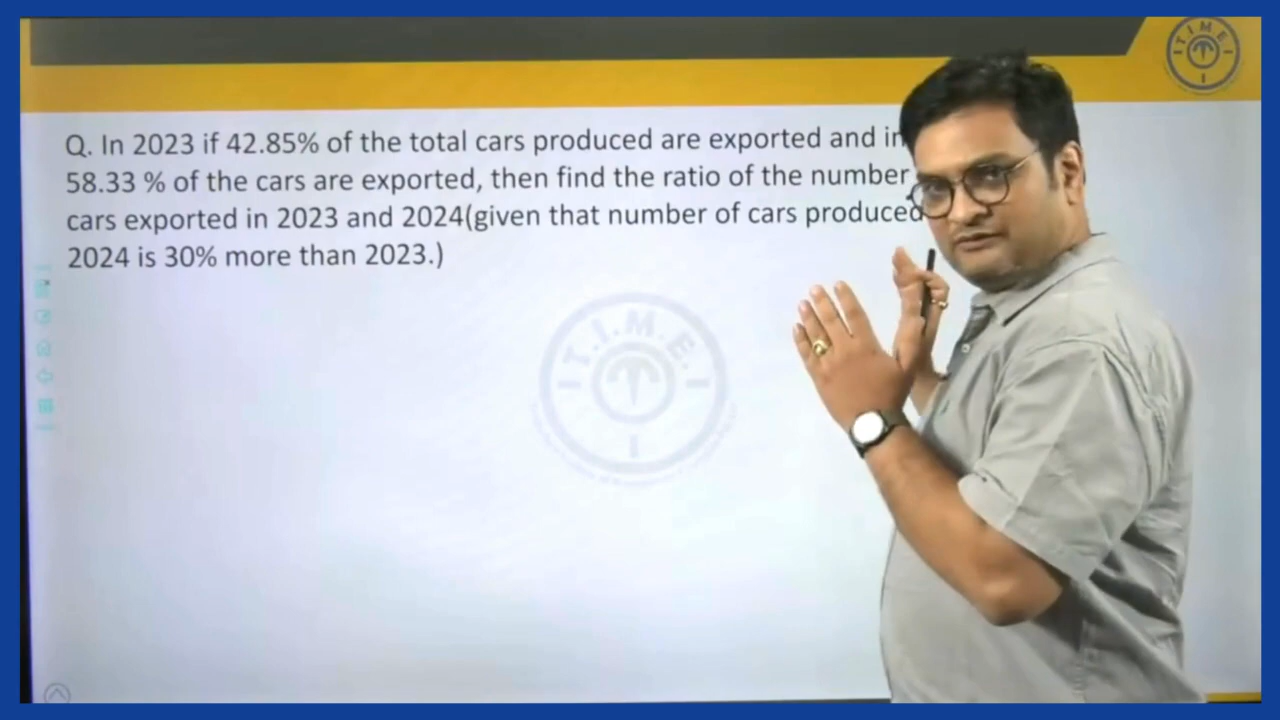 T I M E
Q. In 2023 if 42.85% of the total cars produced are exported and in
58.33 % of the cars are exported, then find the ratio of the number
cars exported in 2023 and 2024(given that number of cars produced
2024 is 30% more than 2023.)
T.I.M.E.